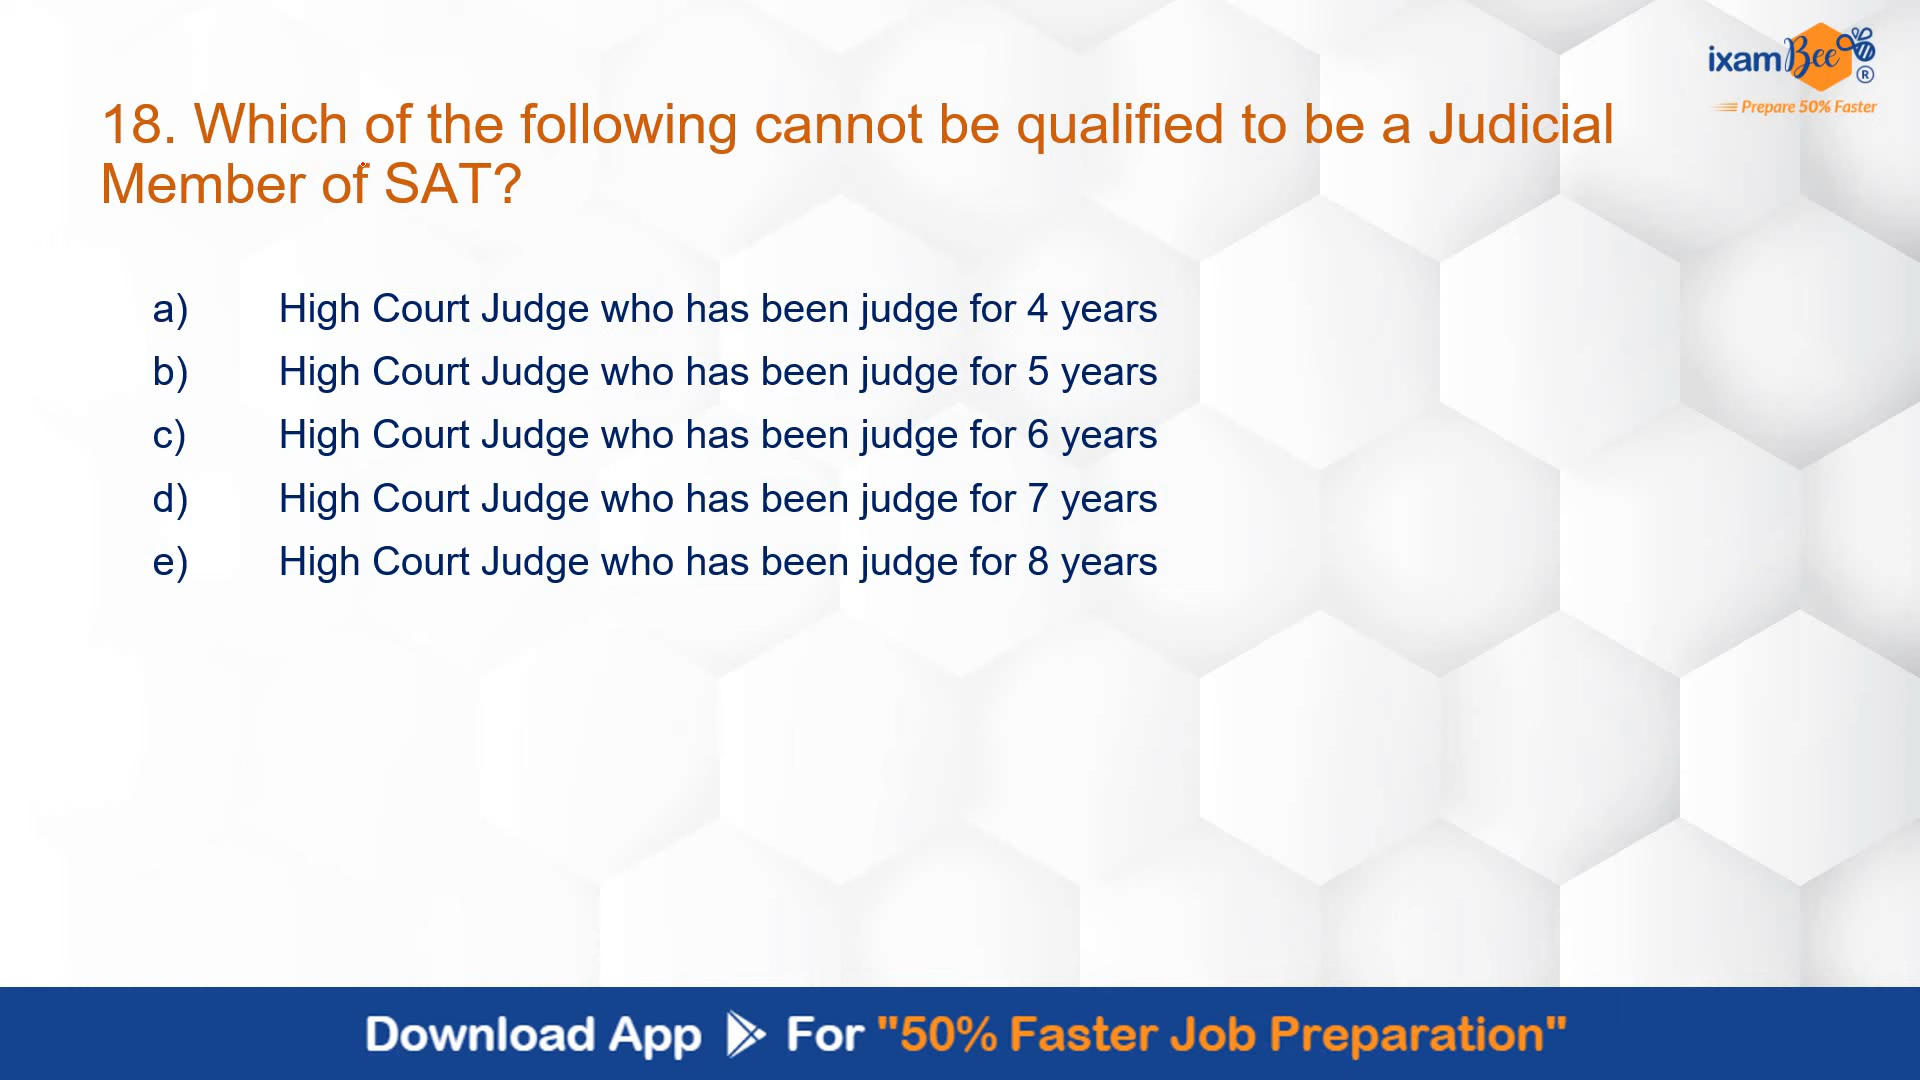 ixamBee®
Prepare 50% Faster
18. Which of the following cannot be qualified to be a Judicial
Member of SAT?
a) High Court Judge who has been judge for 4 years
b) High Court Judge who has been judge for 5 years
c) High Court Judge who has been judge for 6 years
d) High Court Judge who has been judge for 7 years
e) High Court Judge who has been judge for 8 years
Download App For "50% Faster Job Preparation"